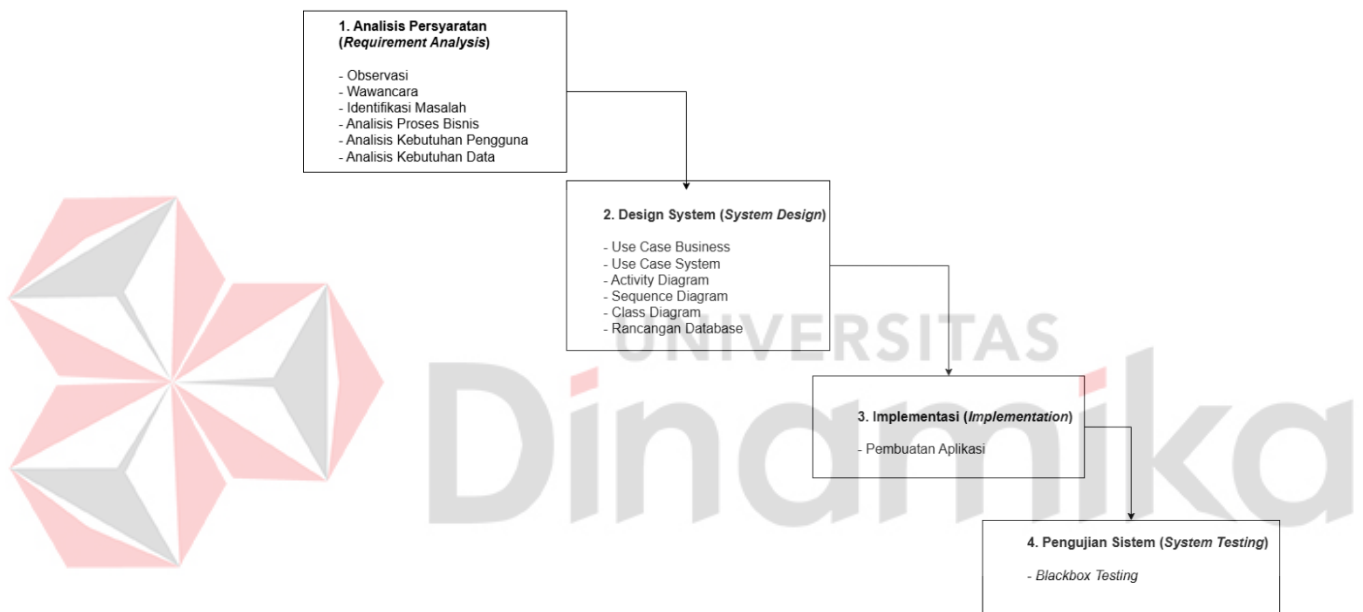 1. Analisis Persyaratan
(Requirement Analysis)
- Observasi
- Wawancara
- Identifikasi Masalah
- Analisis Proses Bisnis
- Analisis Kebutuhan Pengguna
- Analisis Kebutuhan Data
2. Design System (System Design)
- Use Case Business
- Use Case System
- Activity Diagram
- Sequence Diagram
- Class Diagram
- Rancangan Database
UNIVERSITAS
Dinamika
3. Implementasi (Implementation)
- Pembuatan Aplikasi
4. Pengujian Sistem (System Testing)
- Blackbox Testing